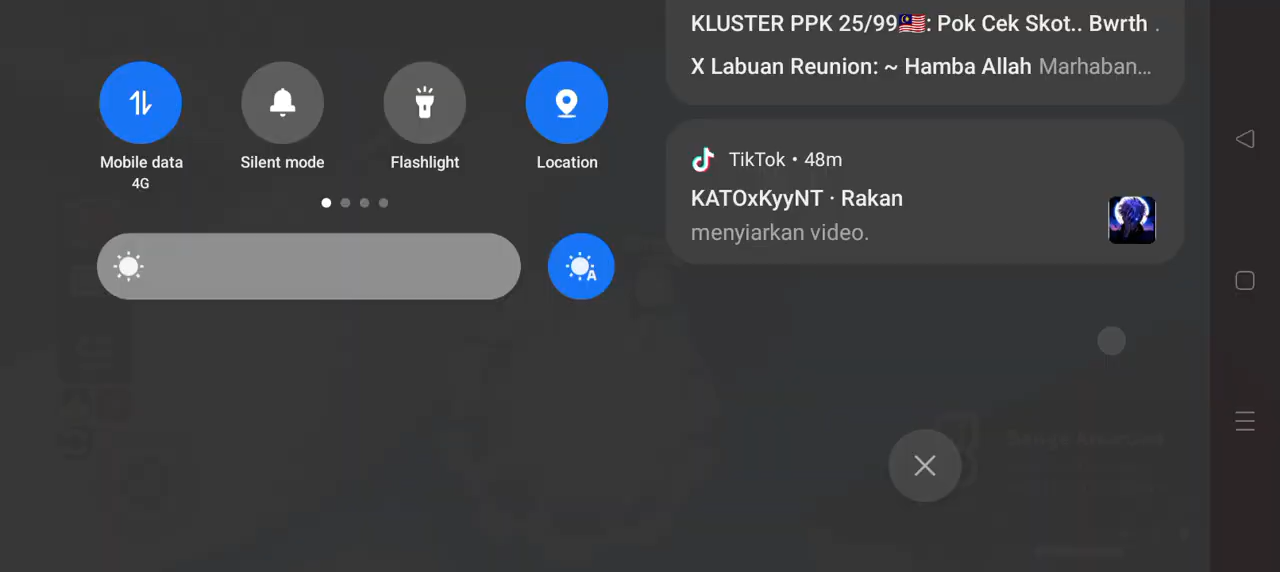 Mobile data
4G
Silent mode
Flashlight
Location
KLUSTER PPK 25/99🇲🇾: Pok Cek Skot.. Bwrth .
X Labuan Reunion: ~ Hamba Allah Marhaban...
TikTok • 48m
KATOxKyyNT · Rakan
menyiarkan video.